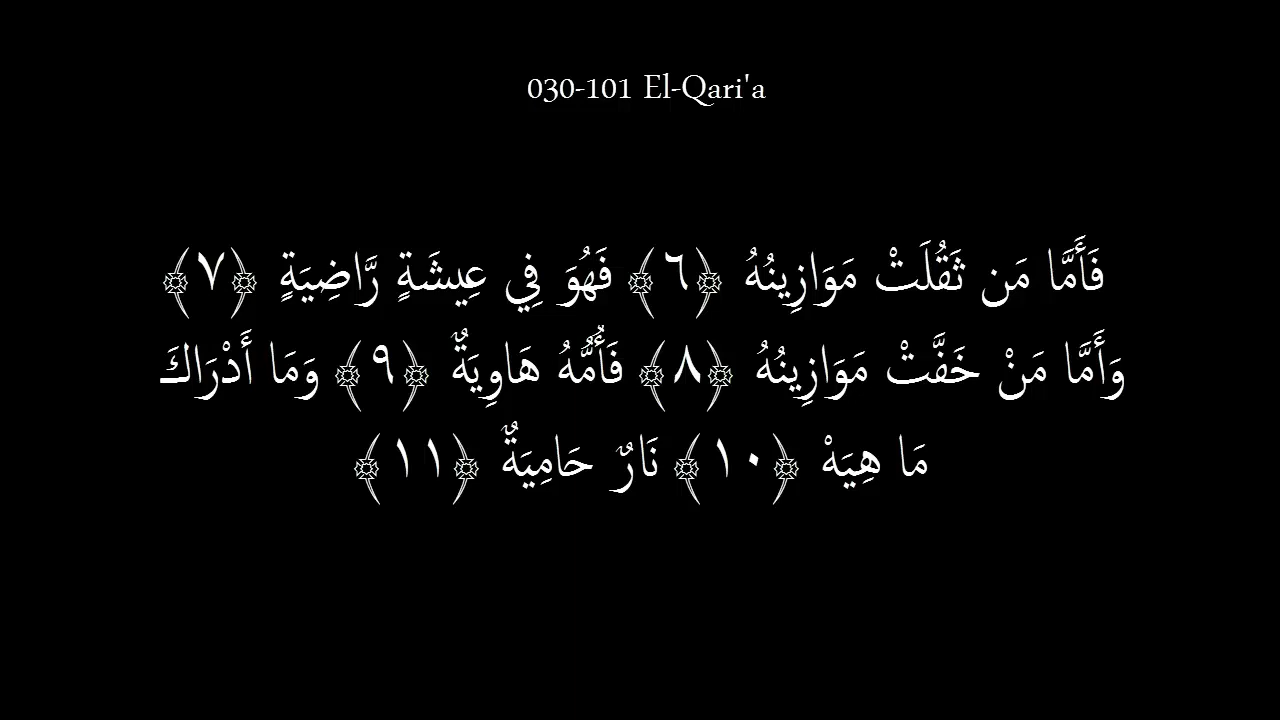 030-101 El-Qari'a
فَأَمَّا مَن ثَقُلَتْ مَوَازِينُهُ ﴿٦﴾ فَهُوَ فِي عِيشَةٍ رَّاضِيَةٍ ﴿٧﴾
وَأَمَّا مَنْ خَفَّتْ مَوَازِينُهُ ﴿٨﴾ فَأُمُّهُ هَاوِيَةٌ ﴿٩﴾ وَمَا أَدْرَاكَ
مَا هِيَهْ ﴿١٠﴾ نَارٌ حَامِيَةٌ ﴿١١﴾